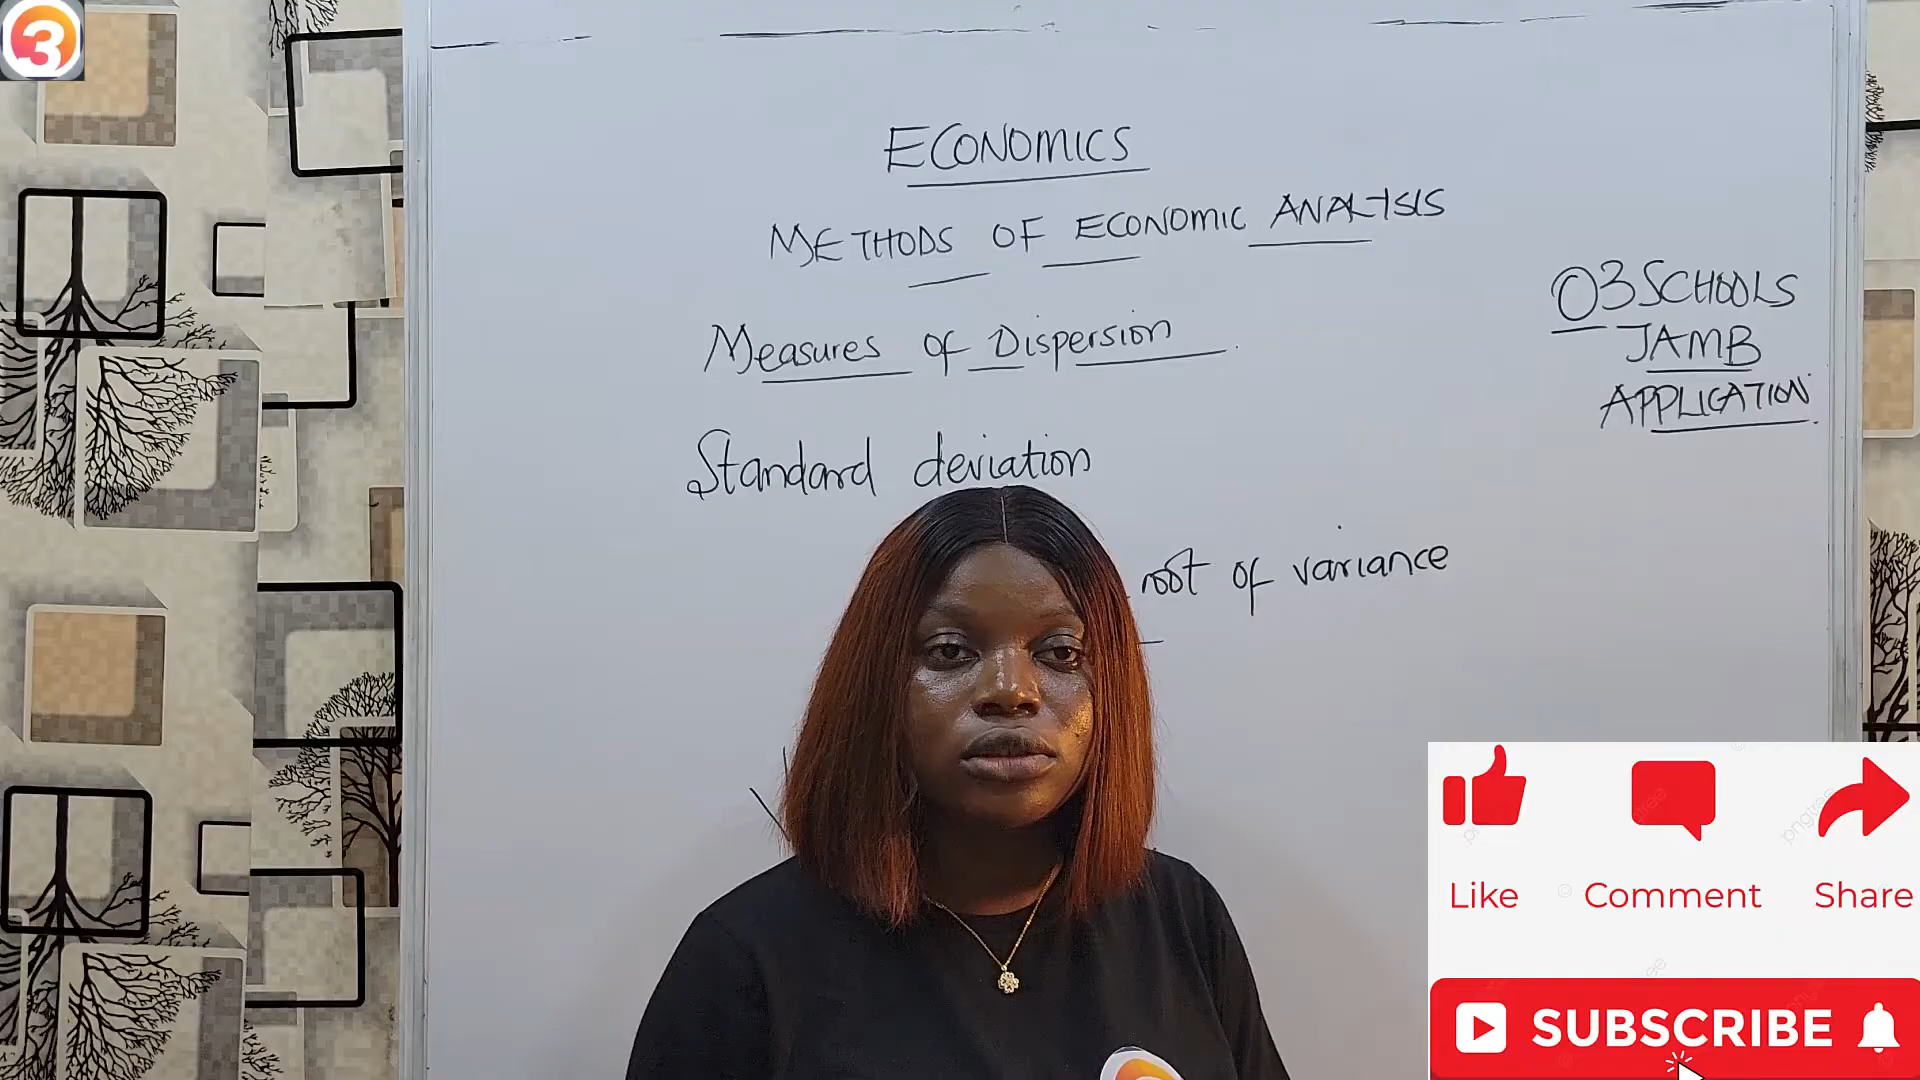 3
ECONOMICS
METHODS OF ECONOMIC ANALYSIS
Measures of Dispersion
O3SCHOOLS
JAMB
APPLICATION
Standard deviation
root of variance
Like
Comment
Share
SUBSCRIBE